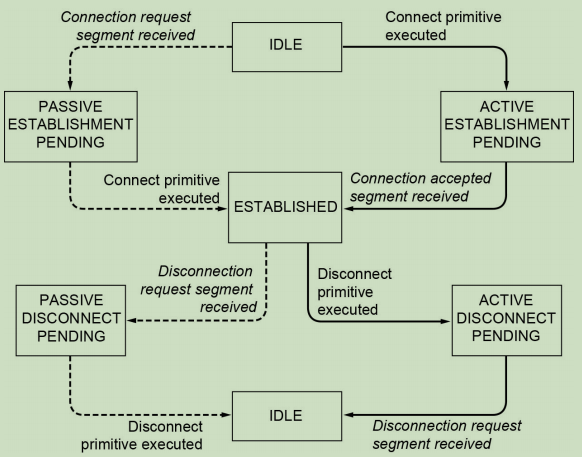 Connection request
segment received
IDLE
Connect primitive
executed
PASSIVE
ESTABLISHMENT
PENDING
ACTIVE
ESTABLISHMENT
PENDING
Connect primitive
executed
ESTABLISHED
Connection accepted
segment received
Disconnection
request segment
received
Disconnect
primitive
executed
PASSIVE
DISCONNECT
PENDING
ACTIVE
DISCONNECT
PENDING
Disconnect
primitive executed
IDLE
Disconnection request
segment received